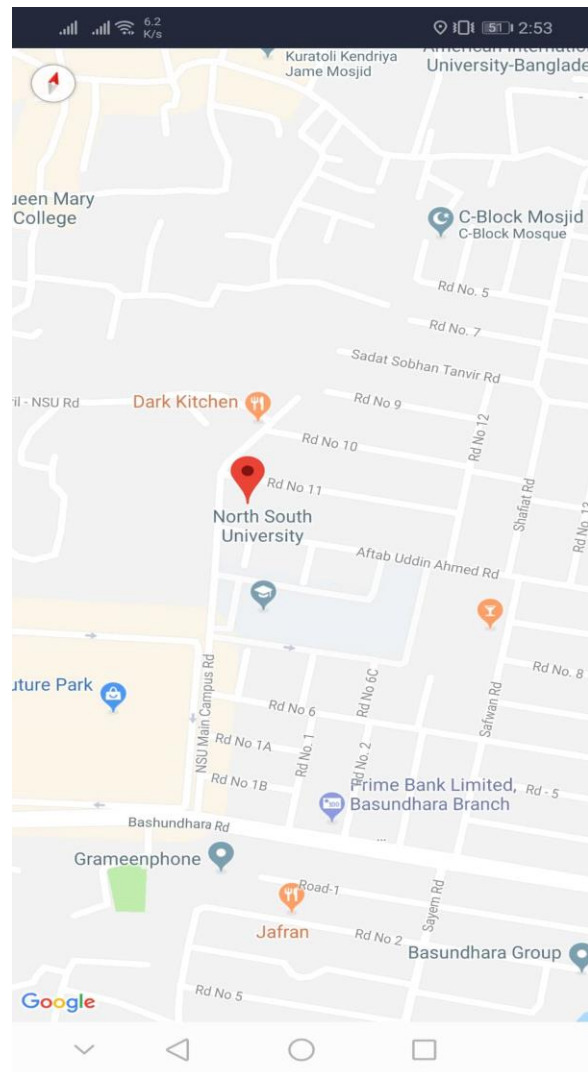 6.2
K/s
51
2:53
Kuratoli Kendriya
Jame Mosjid
American Internatio
University-Banglade
ueen Mary
College
C-Block Mosjid
C-Block Mosque
Rd No. 5
Rd No. 7
Sadat Sobhan Tanvir Rd
il - NSU Rd
Dark Kitchen
Rd No 9
Rd No 10
Rd No 12
Rd No 11
Shafiat Rd
Rd No. 13
North South
University
Aftab Uddin Ahmed Rd
uture Park
NSU Main Campus Rd
Rd No 6
Rd No 6C
Safwan Rd
Rd No. 8
Rd No 1A
Rd No. 1
Rd No. 2
Rd No 1B
Prime Bank Limited,
Basundhara Branch
Rd - 5
Bashundhara Rd
Grameenphone
Road-1
Jafran
Rd No 2
Sayem Rd
Basundhara Group
Rd No 5
Google